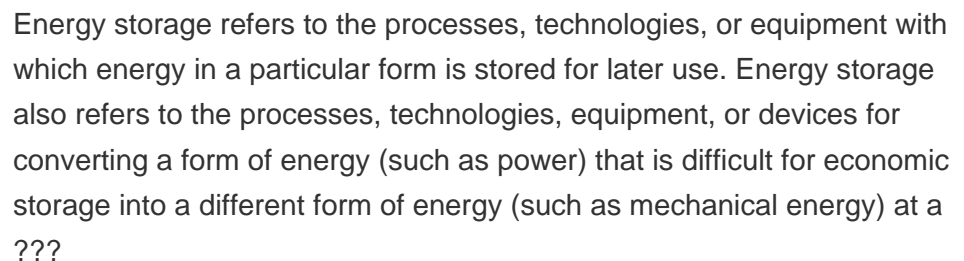 Energy storage refers to the processes, technologies, or equipment with
which energy in a particular form is stored for later use. Energy storage
also refers to the processes, technologies, equipment, or devices for
converting a form of energy (such as power) that is difficult for economic
storage into a different form of energy (such as mechanical energy) at a
???